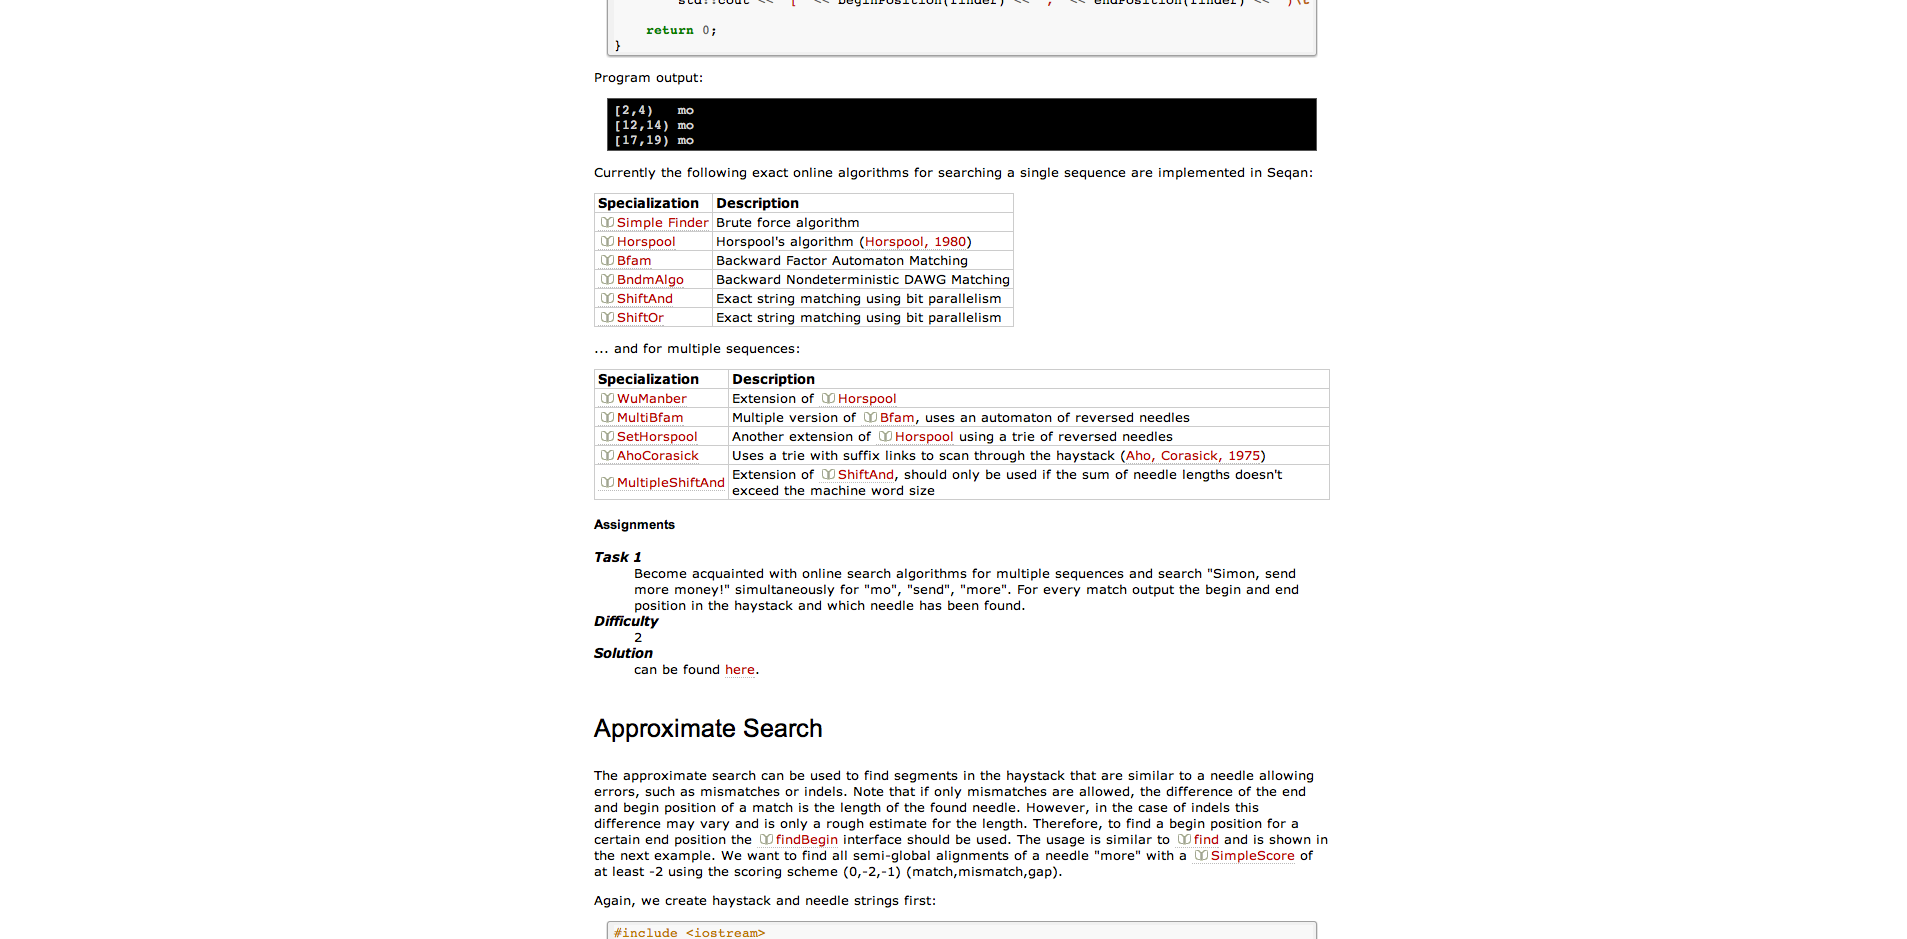 return 0;
}
Program output:
[2,4)   mo
[12,14) mo
[17,19) mo
Currently the following exact online algorithms for searching a single sequence are implemented in Seqan:
Specialization Description
Simple Finder Brute force algorithm
Horspool Horspool's algorithm (Horspool, 1980)
Bfam Backward Factor Automaton Matching
BndmAlgo Backward Nondeterministic DAWG Matching
ShiftAnd Exact string matching using bit parallelism
ShiftOr Exact string matching using bit parallelism
... and for multiple sequences:
Specialization Description
WuManber Extension of Horspool
MultiBfam Multiple version of Bfam, uses an automaton of reversed needles
SetHorspool Another extension of Horspool using a trie of reversed needles
AhoCorasick Uses a trie with suffix links to scan through the haystack (Aho, Corasick, 1975)
MultipleShiftAnd Extension of ShiftAnd, should only be used if the sum of needle lengths doesn't
exceed the machine word size
Assignments
Task 1
Become acquainted with online search algorithms for multiple sequences and search "Simon, send
more money!" simultaneously for "mo", "send", "more". For every match output the begin and end
position in the haystack and which needle has been found.
Difficulty
2
Solution
can be found here.
Approximate Search
The approximate search can be used to find segments in the haystack that are similar to a needle allowing
errors, such as mismatches or indels. Note that if only mismatches are allowed, the difference of the end
and begin position of a match is the length of the found needle. However, in the case of indels this
difference may vary and is only a rough estimate for the length. Therefore, to find a begin position for a
certain end position the findBegin interface should be used. The usage is similar to find and is shown in
the next example. We want to find all semi-global alignments of a needle "more" with a SimpleScore of
at least -2 using the scoring scheme (0,-2,-1) (match,mismatch,gap).
Again, we create haystack and needle strings first:
#include <iostream>